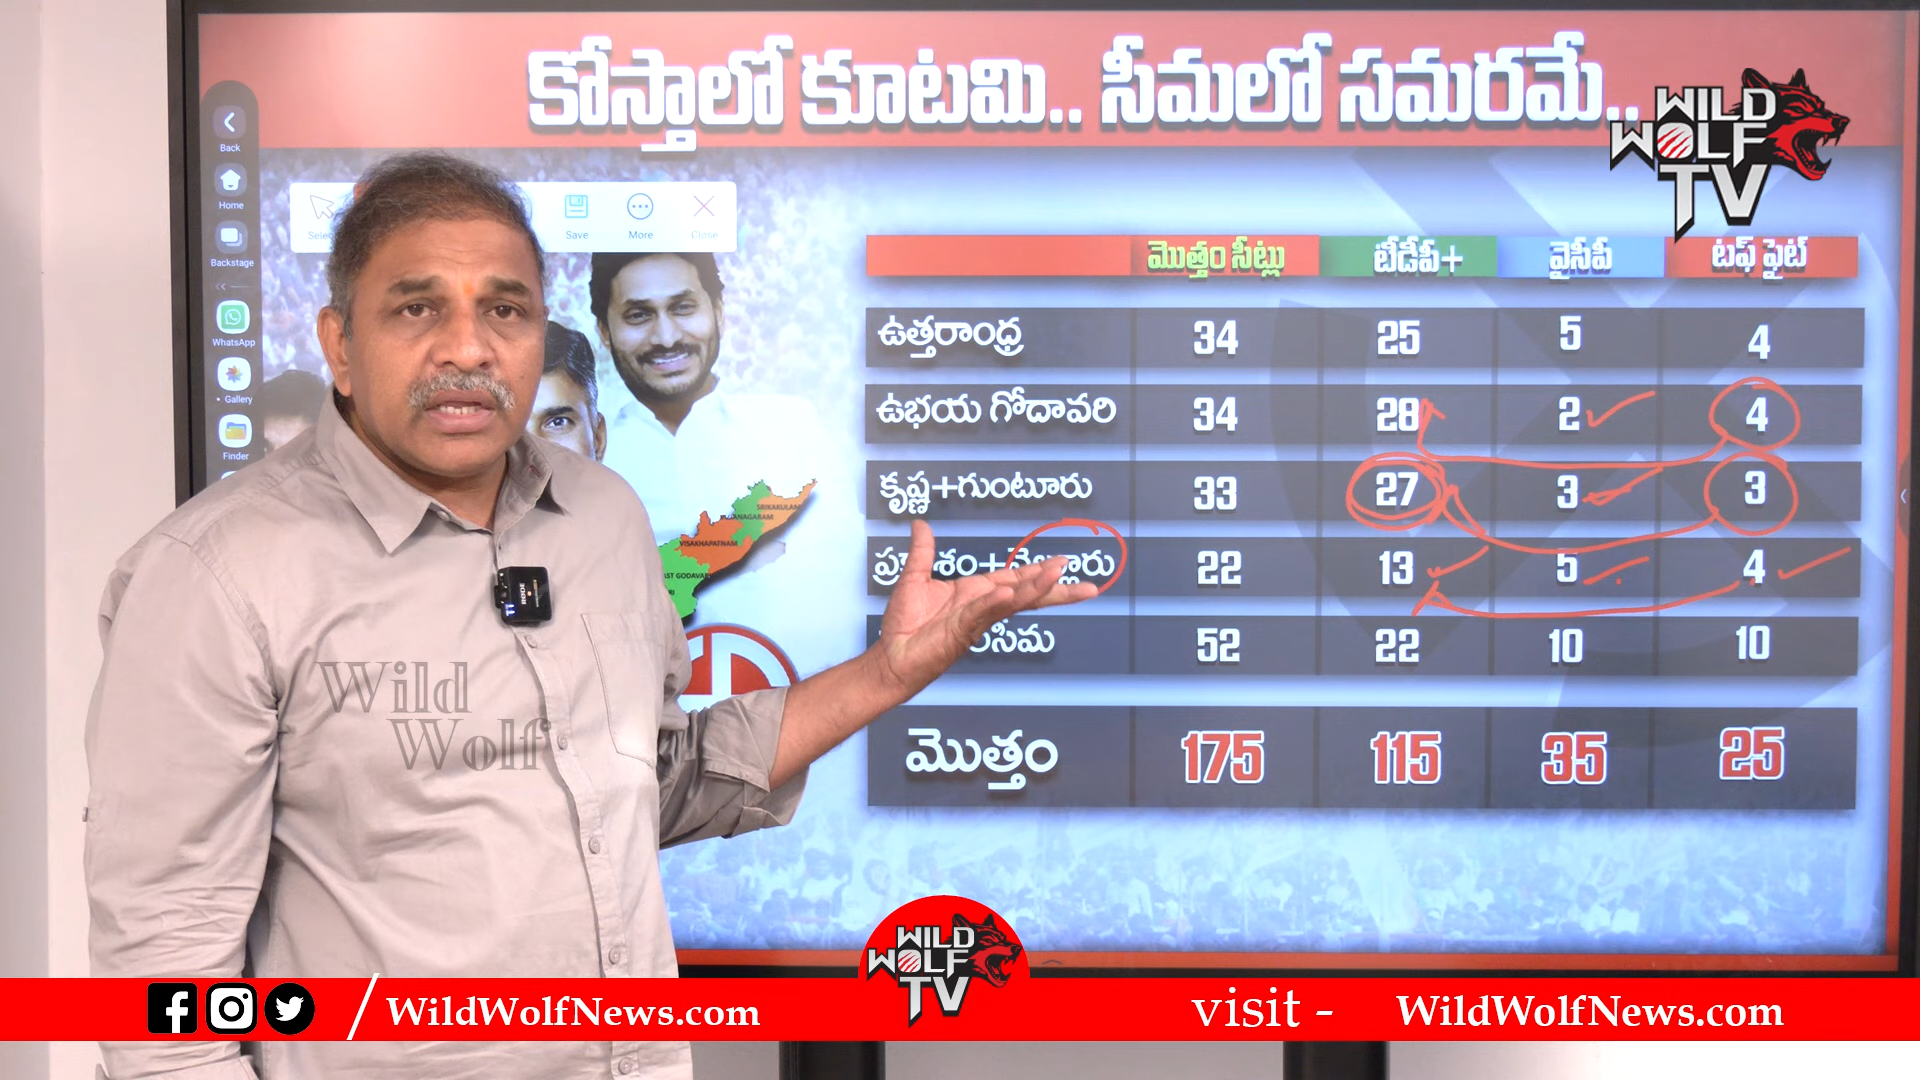 కోస్తాలో కూటమి.. సీమలో సమరమే..
WILD
WOLF
TV
Back
Home
Backstage
WhatsApp
Gallery
Finder
Save
More
Close
మొత్తం సీట్లు టీడీపీ+ వైసీపీ టఫ్ ఫైట్
ఉత్తరాంధ్ర 34 25 5 4
ఉభయ గోదావరి 34 28 2 4
కృష్ణ+గుంటూరు 33 27 3 3
22 13 5 4
52 22 10 10
మొత్తం 175 115 35 25
SRIKAKULAM
VISAKHAPATNAM
Wild
Wolf
WILD
WOLF
TV
WildWolfNews.com
visit - WildWolfNews.com